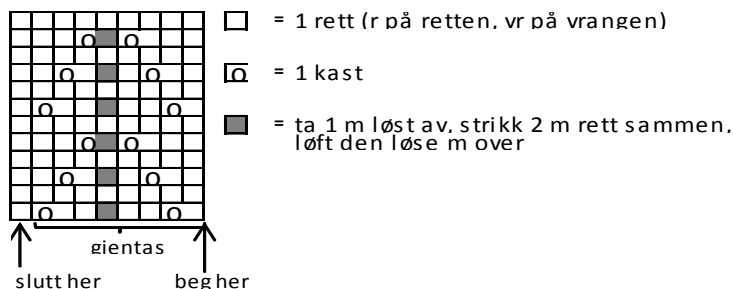 = 1 rett (r på retten, vr på vrangen)
O O
O O
O = 1 kast
O O
= ta 1 m løst av, strikk 2 m rett sammen,
løft den løse m over
O O
O O
O O
gjentas
slutt her beg her